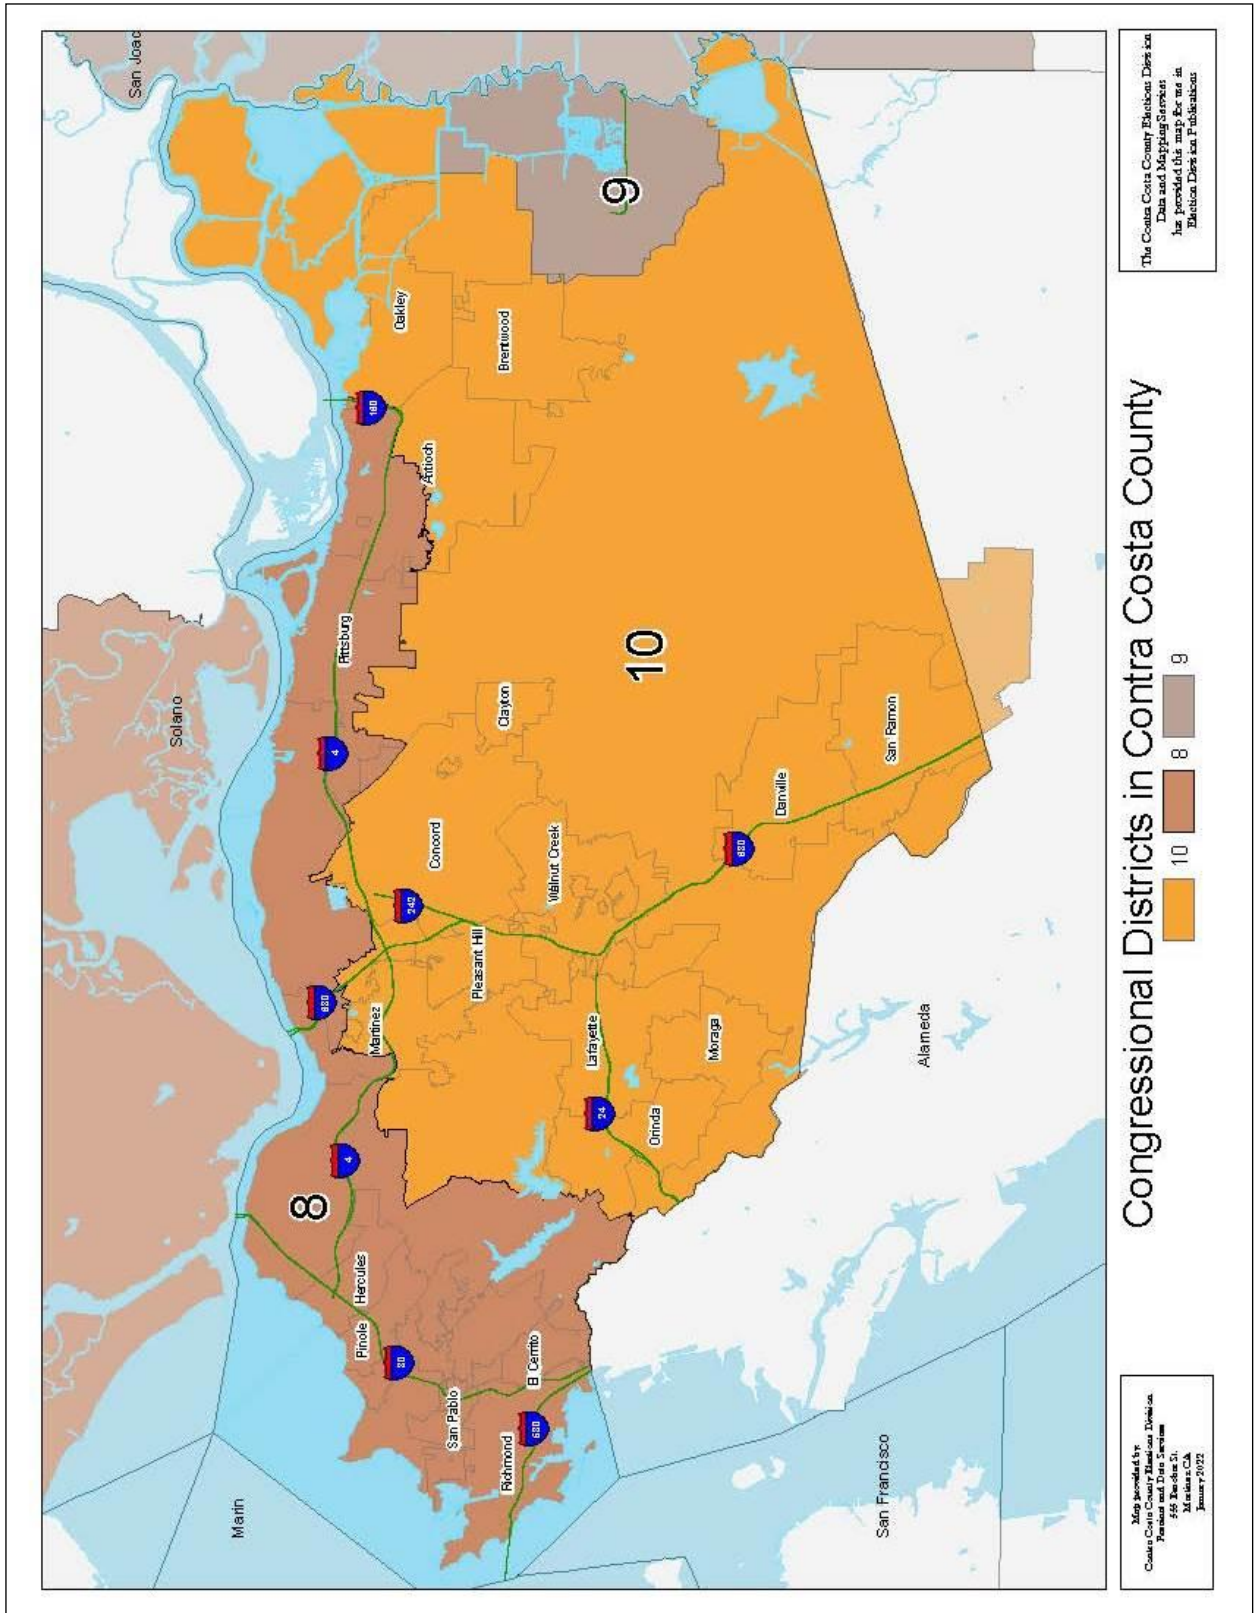 San Joac
Solano
Marin
8
9
10
Oakley
Brentwood
Antioch
Pittsburg
Clayton
Concord
Walnut Creek
Pleasant Hill
Martinez
Lafayette
Moraga
Orinda
Danville
San Ramon
Hercules
Pinole
San Pablo
El Cerrito
Richmond
Alameda
San Francisco
160
4
242
680
680
24
4
80
580
Congressional Districts in Contra Costa County
10
8
9
The Contra Costa County Elections Division
Data and Mapping Services
has provided this map for use in
Election Division Publications
Map provided by:
Contra Costa County Elections Division
Precinct and Data Services
555 Escobar St.
Martinez CA
January 2022